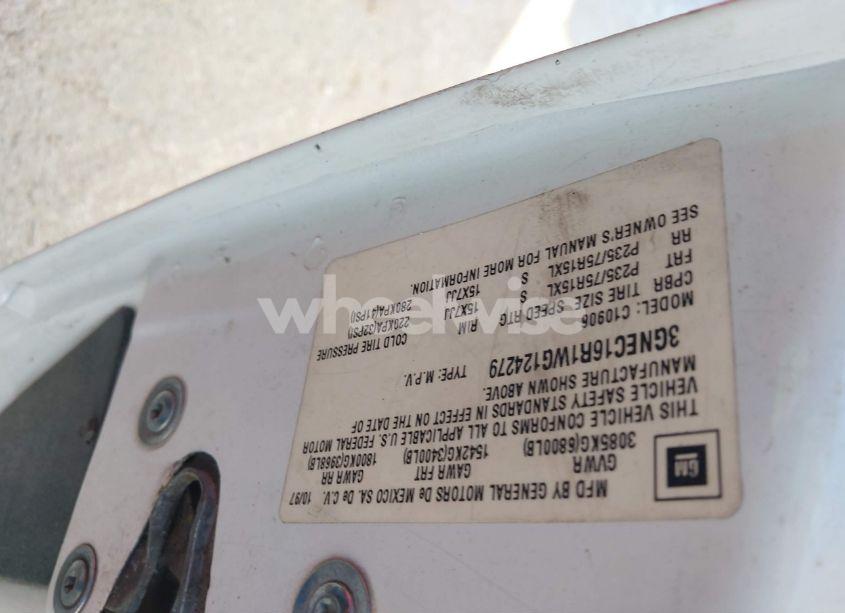 MFD BY GENERAL MOTORS De MEXICO SA. De C.V. 10/97
GVWR GAWR FRT GAWR RR
3085KG(6800LB) 1542KG(3400LB) 1800KG(3968LB)
THIS VEHICLE CONFORMS TO ALL APPLICABLE U.S. FEDERAL MOTOR
VEHICLE SAFETY STANDARDS IN EFFECT ON THE DATE OF
MANUFACTURE SHOWN ABOVE.
3GNEC16R1WG124279 TYPE: M.P.V.
MODEL: C10906
CPBR TIRE SIZE SPEED RTG RIM COLD TIRE PRESSURE
FRT P235/75R15XL S 15X7JJ 220KPA(32PSI)
RR P235/75R15XL S 15X7JJ 280KPA(41PSI)
SEE OWNER'S MANUAL FOR MORE INFORMATION.
GM
wheelwise